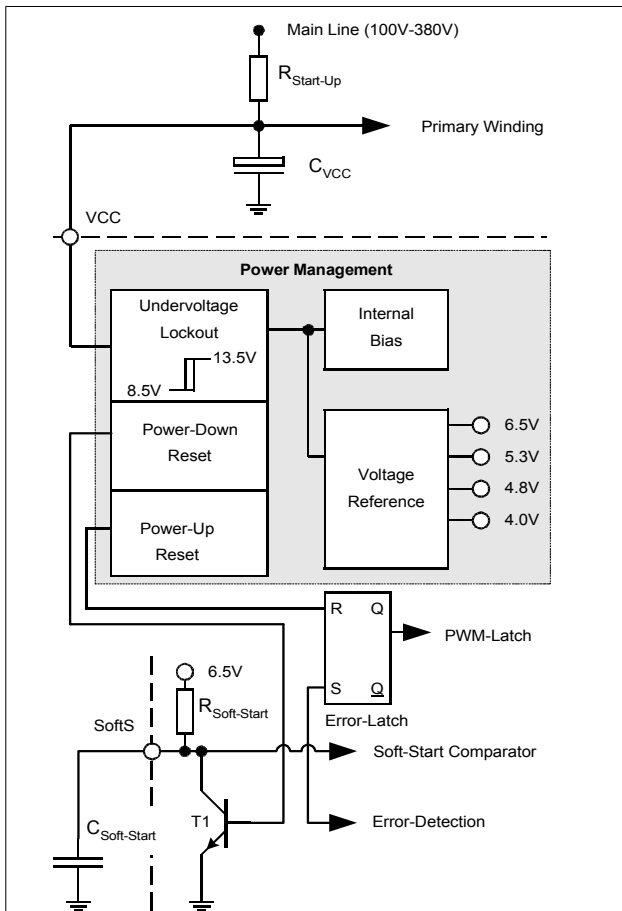 Main Line (100V-380V)
RStart-Up
Primary Winding
CVCC
VCC
Power Management
Undervoltage
Lockout
13.5V
8.5V
Internal
Bias
Power-Down
Reset
6.5V
5.3V
4.8V
4.0V
Voltage
Reference
Power-Up
Reset
R Q
PWM-Latch
S Q
Error-Latch
6.5V
RSoft-Start
SoftS
Soft-Start Comparator
T1
Error-Detection
CSoft-Start